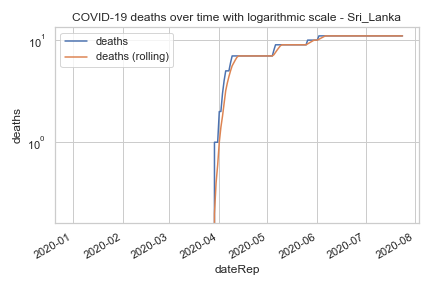 COVID-19 deaths over time with logarithmic scale - Sri_Lanka
deaths
deaths (rolling)
10¹
10⁰
deaths
2020-01
2020-02
2020-03
2020-04
2020-05
2020-06
2020-07
2020-08
dateRep